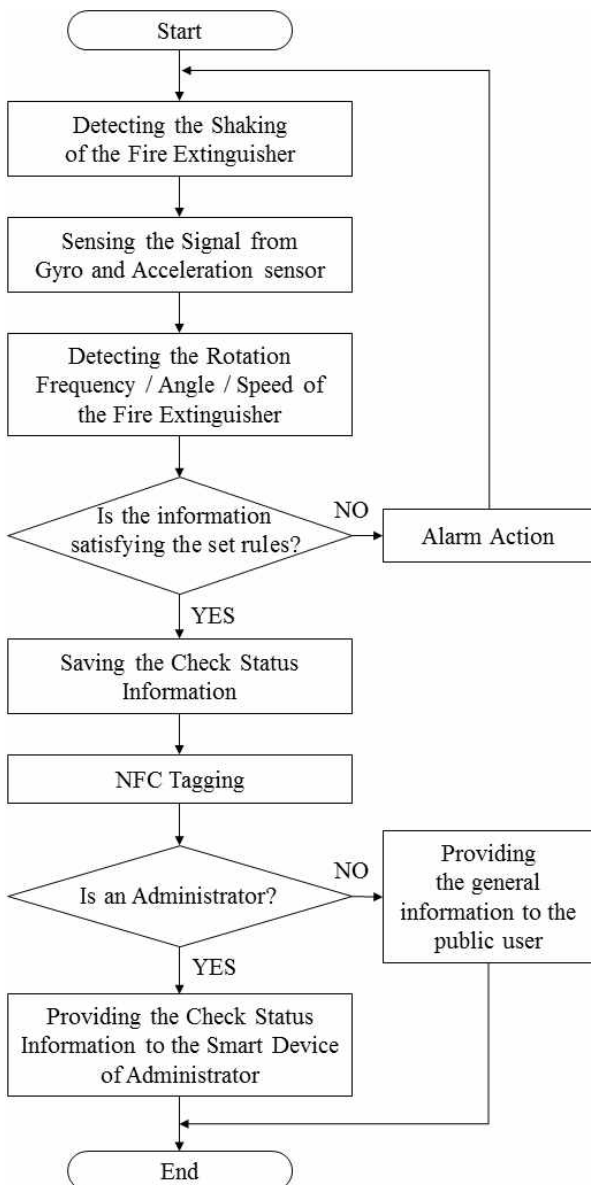 Start
Detecting the Shaking
of the Fire Extinguisher
Sensing the Signal from
Gyro and Acceleration sensor
Detecting the Rotation
Frequency / Angle / Speed of
the Fire Extinguisher
Is the information
satisfying the set rules?
NO
Alarm Action
YES
Saving the Check Status
Information
NFC Tagging
Is an Administrator?
NO
Providing
the general
information to the
public user
YES
Providing the Check Status
Information to the Smart Device
of Administrator
End